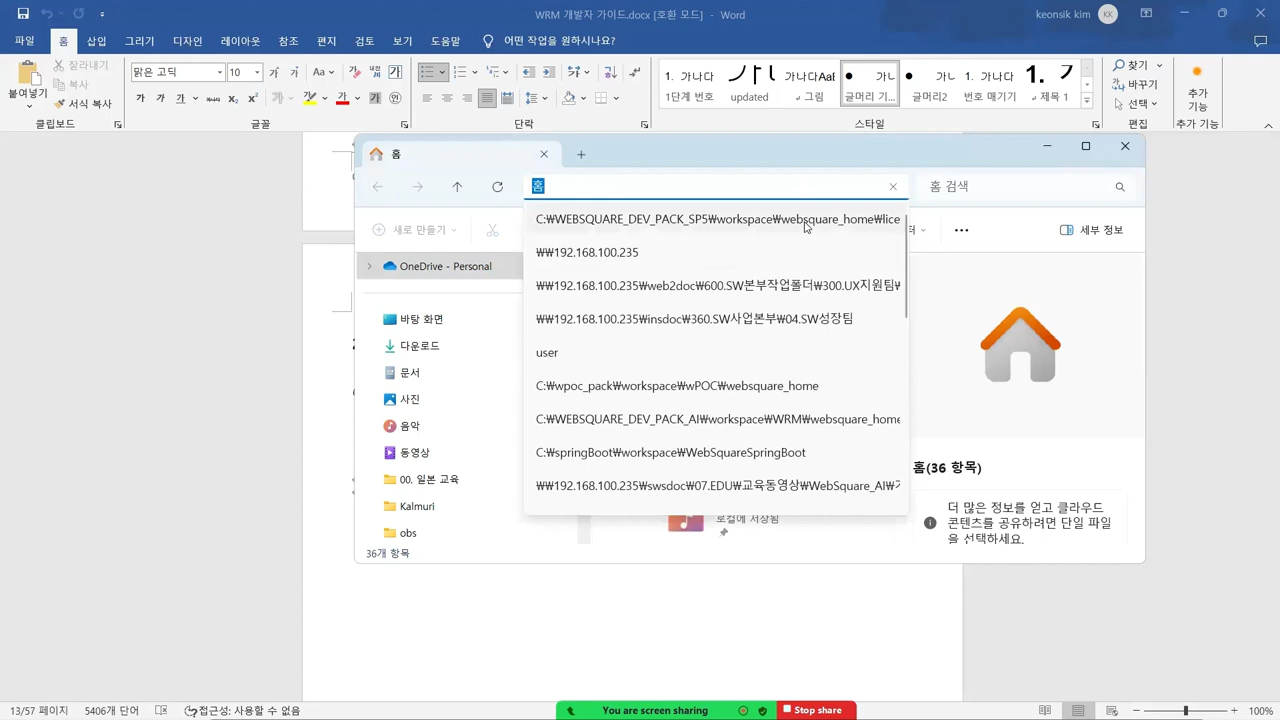 WRM 개발자 가이드.docx [호환 모드] - Word
keonsik kim
KK
파일 홈 삽입 그리기 디자인 레이아웃 참조 편지 검토 보기 도움말 어떤 작업을 원하시나요?
붙여넣기
잘라내기
복사
서식 복사
클립보드
맑은 고딕
10
글꼴
단락
1. 가나다
1단계 번호
updated
가나다Aa
↲ 그림
글머리 기...
글머리2
1. 가나다
번호 매기기
1.
↲ 제목 1
스타일
찾기
바꾸기
선택
편집
추가
기능
추가 기능
홈
홈
홈 검색
새로 만들기
세부 정보
OneDrive - Personal
바탕 화면
다운로드
문서
사진
음악
동영상
00. 일본 교육
Kalmuri
obs
36개 항목
C:₩WEBSQUARE_DEV_PACK_SP5₩workspace₩websquare_home₩lice
₩₩192.168.100.235
₩₩192.168.100.235₩web2doc₩600.SW본부작업폴더₩300.UX지원팀₩
₩₩192.168.100.235₩insdoc₩360.SW사업본부₩04.SW성장팀
user
C:₩wpoc_pack₩workspace₩wPOC₩websquare_home
C:₩WEBSQUARE_DEV_PACK_AI₩workspace₩WRM₩websquare_home
C:₩springBoot₩workspace₩WebSquareSpringBoot
₩₩192.168.100.235₩swsdoc₩07.EDU₩교육동영상₩WebSquare_AI₩
로컬에 저장됨
홈(36 항목)
더 많은 정보를 얻고 클라우드
콘텐츠를 공유하려면 단일 파일
을 선택하세요.
13/57 페이지
5406개 단어
접근성: 사용할 수 없음
You are screen sharing
Stop share
100%